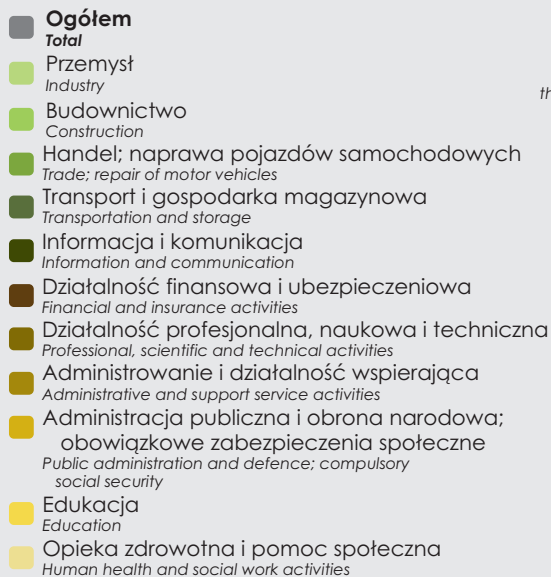 Ogółem
Total
Przemysł
Industry
th
Budownictwo
Construction
Handel; naprawa pojazdów samochodowych
Trade; repair of motor vehicles
Transport i gospodarka magazynowa
Transportation and storage
Informacja i komunikacja
Information and communication
Działalność finansowa i ubezpieczeniowa
Financial and insurance activities
Działalność profesjonalna, naukowa i techniczna
Professional, scientific and technical activities
Administrowanie i działalność wspierająca
Administrative and support service activities
Administracja publiczna i obrona narodowa;
obowiązkowe zabezpieczenia społeczne
Public administration and defence; compulsory
social security
Edukacja
Education
Opieka zdrowotna i pomoc społeczna
Human health and social work activities